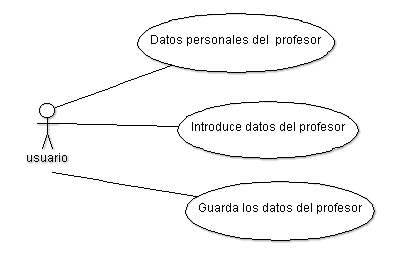 Datos personales del  profesor
Introduce datos del profesor
usuario
Guarda los datos del profesor